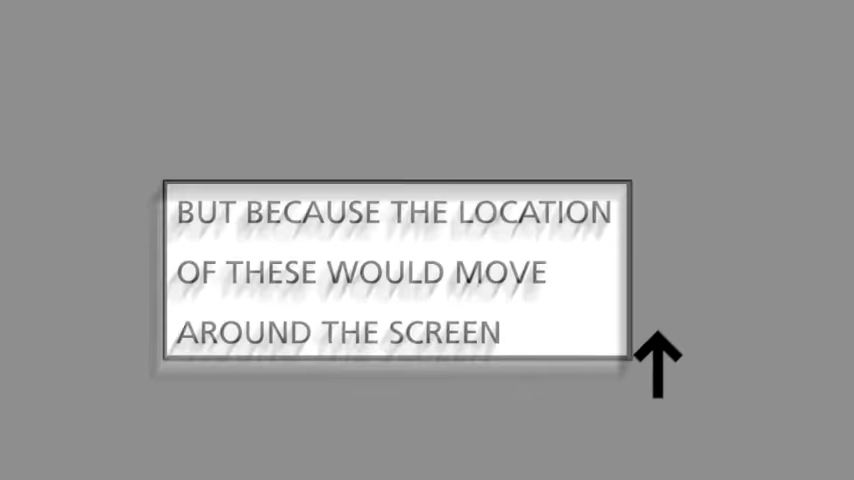 BUT BECAUSE THE LOCATION
OF THESE WOULD MOVE
AROUND THE SCREEN